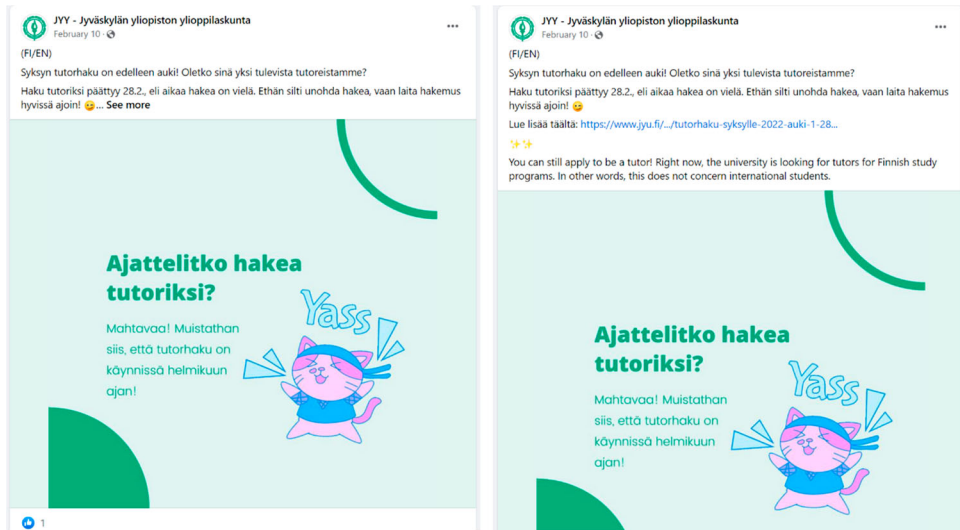 JYY - Jyväskylän yliopiston ylioppilaskunta
February 10 ·
(FI/EN)
Syksyn tutorhaku on edelleen auki! Oletko sinä yksi tulevista tutoreistamme?
Haku tutoriksi päättyy 28.2., eli aikaa hakea on vielä. Ethän silti unohda hakea, vaan laita hakemus
hyvissä ajoin! 😉... See more
Ajattelitko hakea
tutoriksi?
Mahtavaa! Muistathan
siis, että tutorhaku on
käynnissä helmikuun
ajan!
Yass
1
JYY - Jyväskylän yliopiston ylioppilaskunta
February 10 ·
(FI/EN)
Syksyn tutorhaku on edelleen auki! Oletko sinä yksi tulevista tutoreistamme?
Haku tutoriksi päättyy 28.2., eli aikaa hakea on vielä. Ethän silti unohda hakea, vaan laita hakemus
hyvissä ajoin! 😉
Lue lisää täältä: https://www.jyu.fi/.../tutorhaku-syksylle-2022-auki-1-28...
✨✨
You can still apply to be a tutor! Right now, the university is looking for tutors for Finnish study
programs. In other words, this does not concern international students.
Ajattelitko hakea
tutoriksi?
Mahtavaa! Muistathan
siis, että tutorhaku on
käynnissä helmikuun
ajan!
Yass